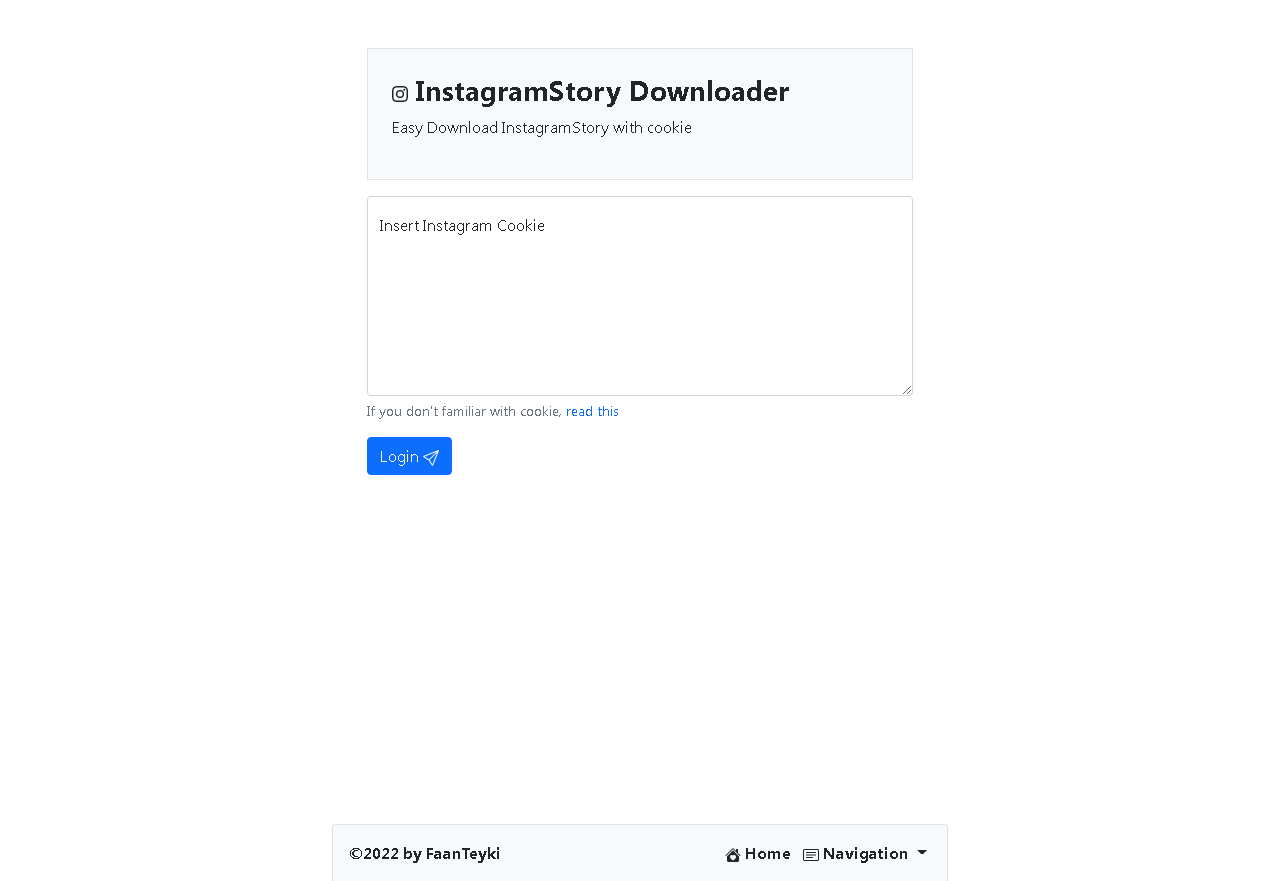 InstagramStory Downloader
Easy Download InstagramStory with cookie
Insert Instagram Cookie
If you don't familiar with cookie, read this
Login
©2022 by FaanTeyki
Home Navigation